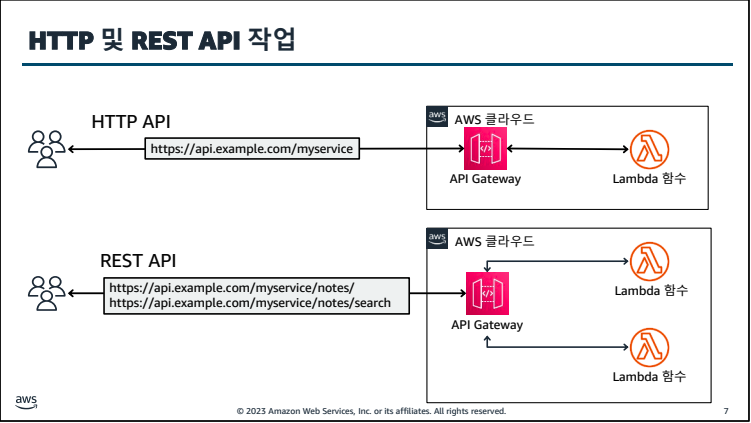 HTTP 및 REST API 작업
HTTP API
https://api.example.com/myservice
aws
AWS 클라우드
API Gateway
Lambda 함수
REST API
https://api.example.com/myservice/notes/
https://api.example.com/myservice/notes/search
aws
AWS 클라우드
API Gateway
Lambda 함수
Lambda 함수
aws
© 2023 Amazon Web Services, Inc. or its affiliates. All rights reserved.
7